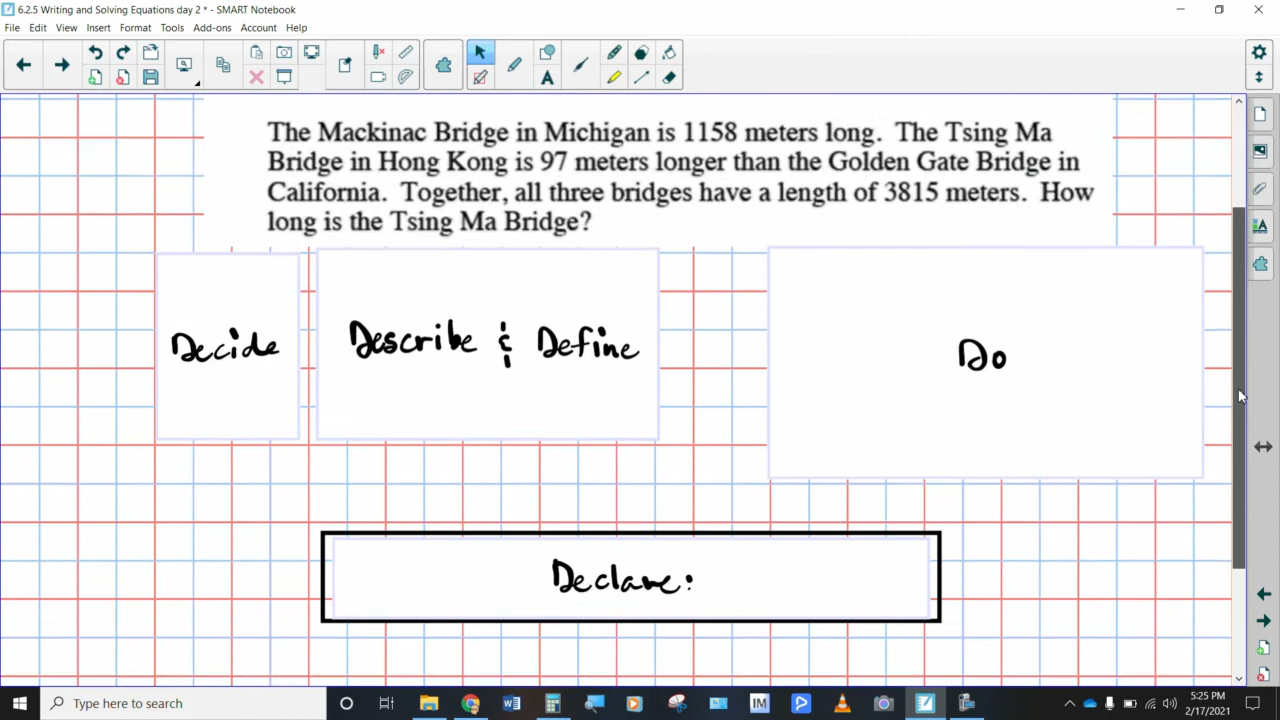 6.2.5 Writing and Solving Equations day 2 * - SMART Notebook
File Edit View Insert Format Tools Add-ons Account Help
The Mackinac Bridge in Michigan is 1158 meters long. The Tsing Ma
Bridge in Hong Kong is 97 meters longer than the Golden Gate Bridge in
California. Together, all three bridges have a length of 3815 meters. How
long is the Tsing Ma Bridge?
Decide
Describe & Define
Do
Declare:
Type here to search
5:25 PM
2/17/2021